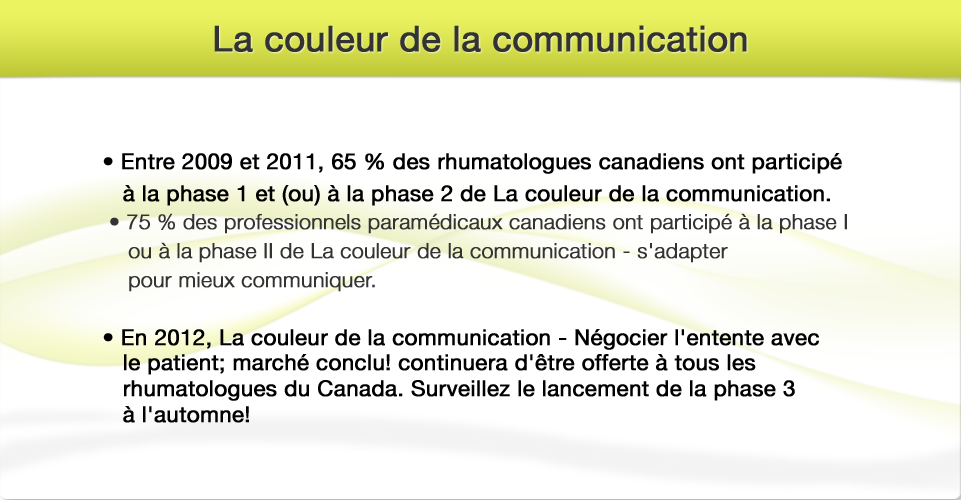 La couleur de la communication
• Entre 2009 et 2011, 65 % des rhumatologues canadiens ont participé
à la phase 1 et (ou) à la phase 2 de La couleur de la communication.
• 75 % des professionnels paramédicaux canadiens ont participé à la phase I
ou à la phase II de La couleur de la communication - s'adapter
pour mieux communiquer.
• En 2012, La couleur de la communication - Négocier l'entente avec
le patient; marché conclu! continuera d'être offerte à tous les
rhumatologues du Canada. Surveillez le lancement de la phase 3
à l'automne!